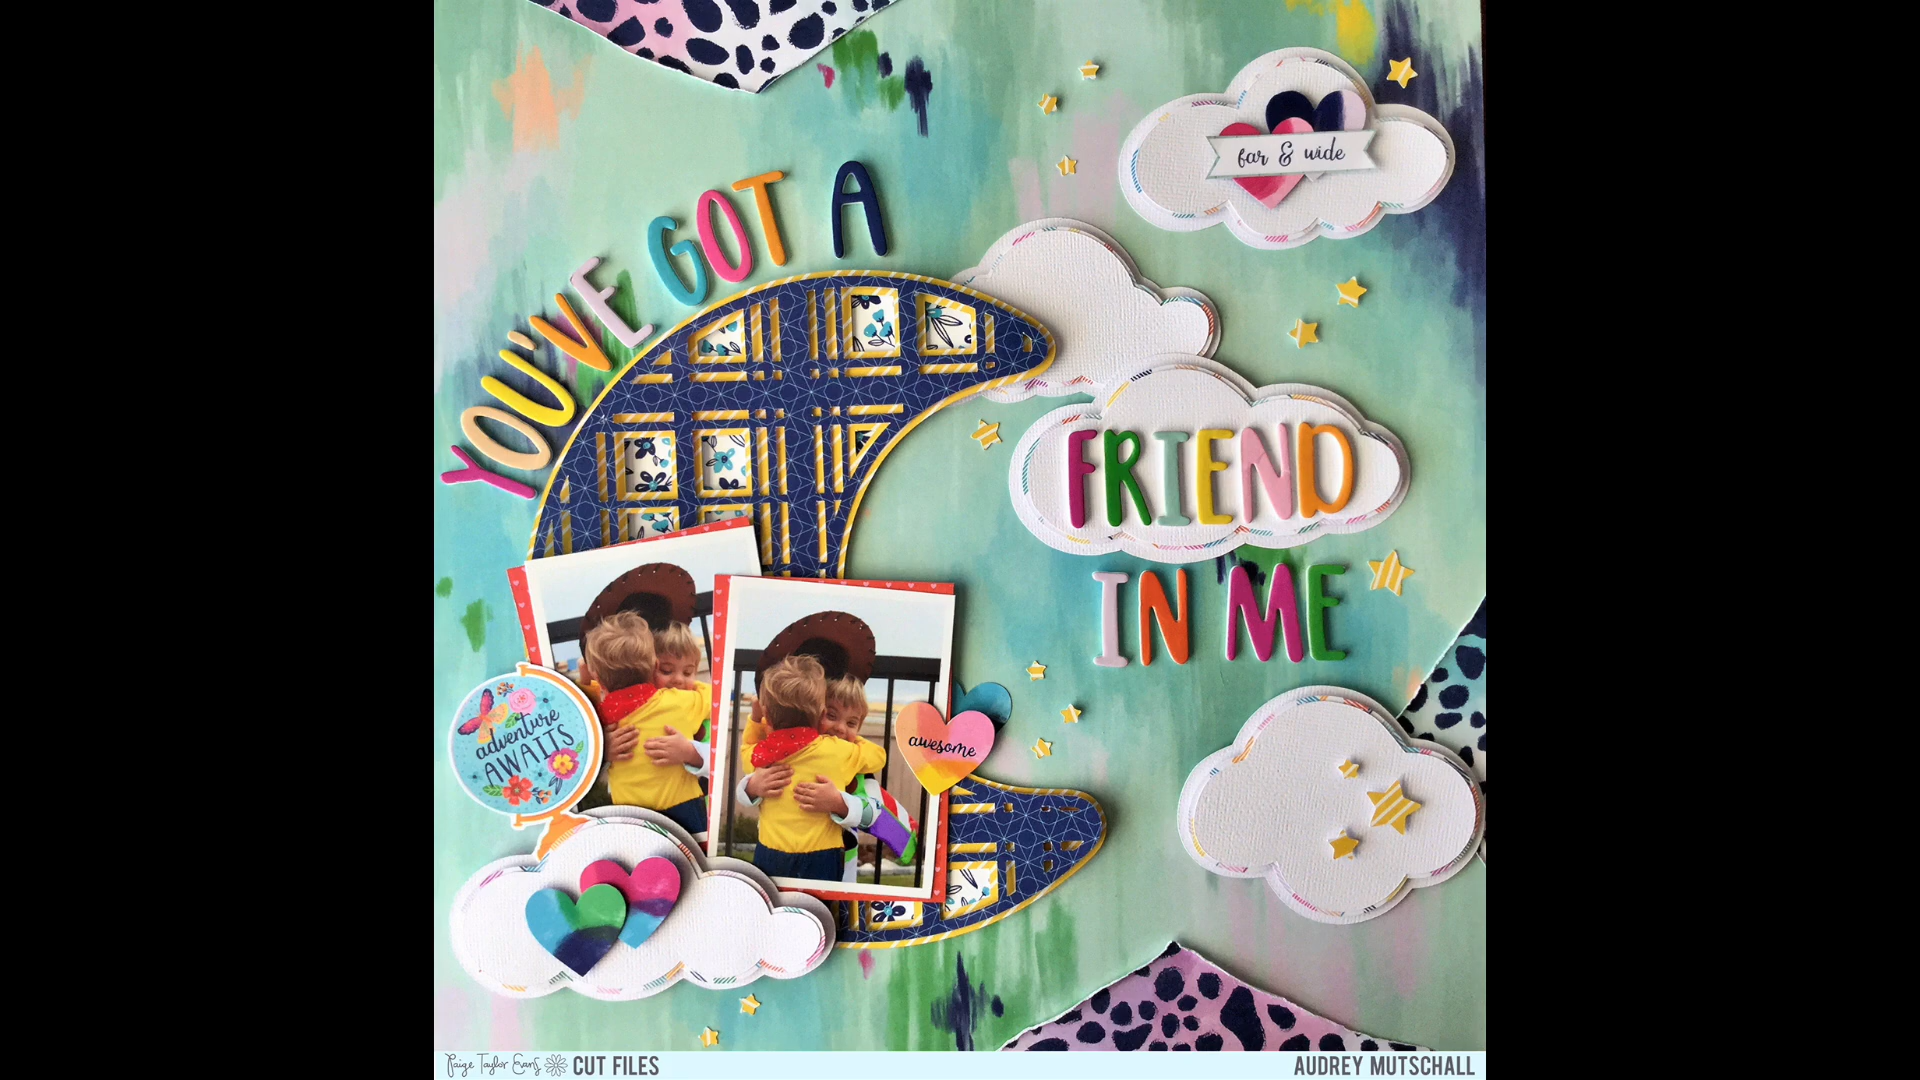 YOU'VE GOT A
far & wide
FRIEND
IN ME
adventure
AWAITS
awesome
Paige Taylor Evans CUT FILES
AUDREY MUTSCHALL